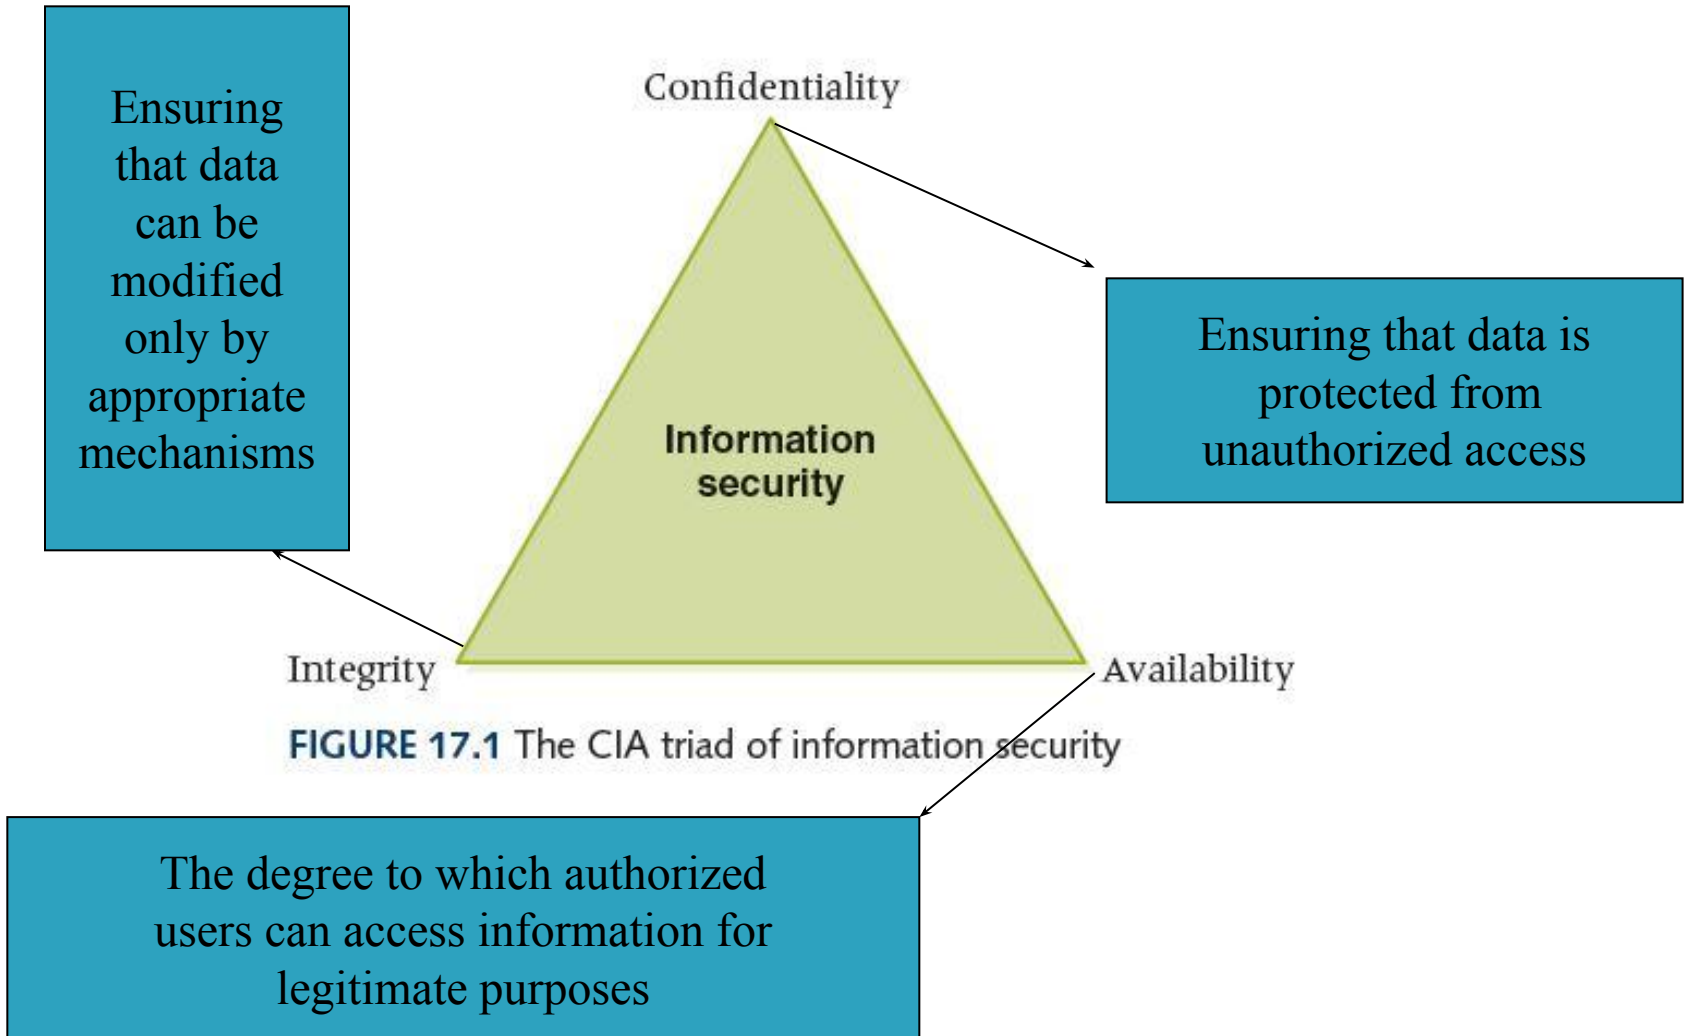 Ensuring
that data
can be
modified
only by
appropriate
mechanisms
Confidentiality
Ensuring that data is
protected from
unauthorized access
Information
security
Integrity
Availability
FIGURE 17.1 The CIA triad of information security
The degree to which authorized
users can access information for
legitimate purposes